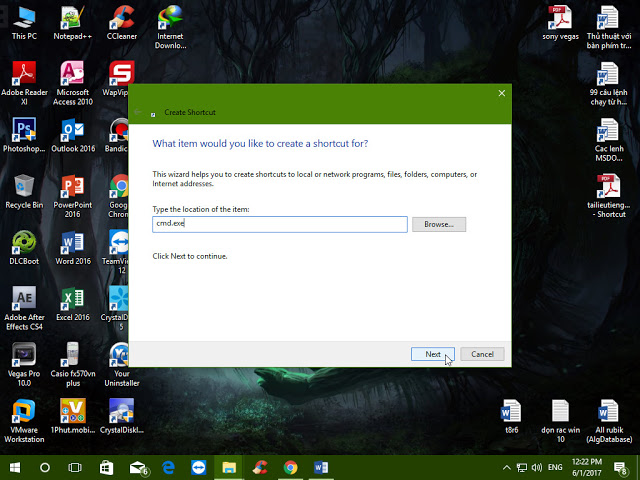 This PC
Notepad++
CCleaner
Internet
Downlo...
sony vegas
Thủ thuật với
bàn phím tr...
Adobe Reader
XI
Microsoft
Access 2010
WapVip
99 câu lệnh
chạy từ h...
Photoshop...
Outlook 2016
Bandic
Cac lenh
MSDO...
Recycle Bin
PowerPoint
2016
Goog
Chron
tailieutieng...
- Shortcut
DLCBoot
Word 2016
TeamVie
12
Adobe After
Effects CS4
Excel 2016
CrystalD
5
Vegas Pro
10.0
Casio fx570vn
plus
Your
Uninstaller
VMware
Workstation
1Phut.mobi...
CrystalDiskI...
t8r6
dọn rac win
10
All rubik
(AlgDatabase)
Create Shortcut
What item would you like to create a shortcut for?
This wizard helps you to create shortcuts to local or network programs, files, folders, computers, or
Internet addresses.
Type the location of the item:
cmd.exe
Browse...
Click Next to continue.
Next
Cancel
6
ENG
12:22 PM
6/1/2017
8